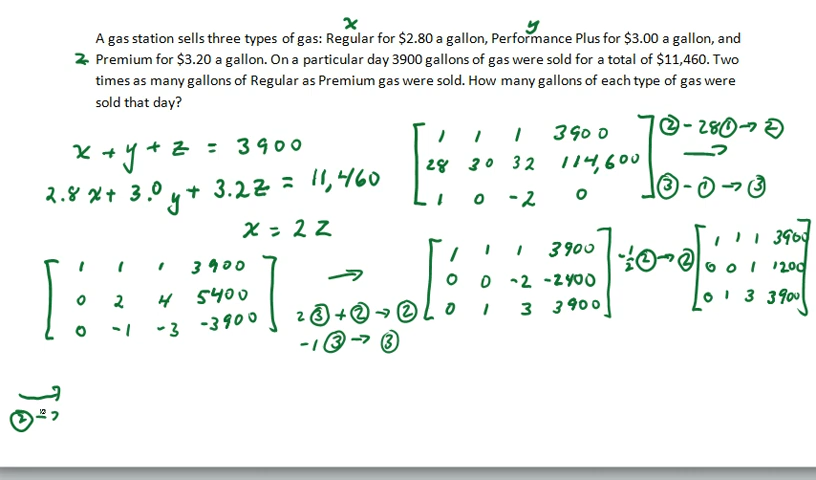 x y
A gas station sells three types of gas: Regular for $2.80 a gallon, Performance Plus for $3.00 a gallon, and
z Premium for $3.20 a gallon. On a particular day 3900 gallons of gas were sold for a total of $11,460. Two
times as many gallons of Regular as Premium gas were sold. How many gallons of each type of gas were
sold that day?
x + y + z = 3900
2.8 x + 3.0 y + 3.2 z = 11,460
x = 2 z
1 1 1 3900
28 30 32 114,600
1 0 -2 0
② - 28① → ②
→
③ - ① → ③
1 1 1 3900
0 2 4 5400
0 -1 -3 -3900
→
2③ + ② → ②
-1③ → ③
1 1 1 3900
0 0 -2 -2400
0 1 3 3900
-1/2② → ②
1 1 1 3900
0 0 1 1200
0 1 3 3900
→
②